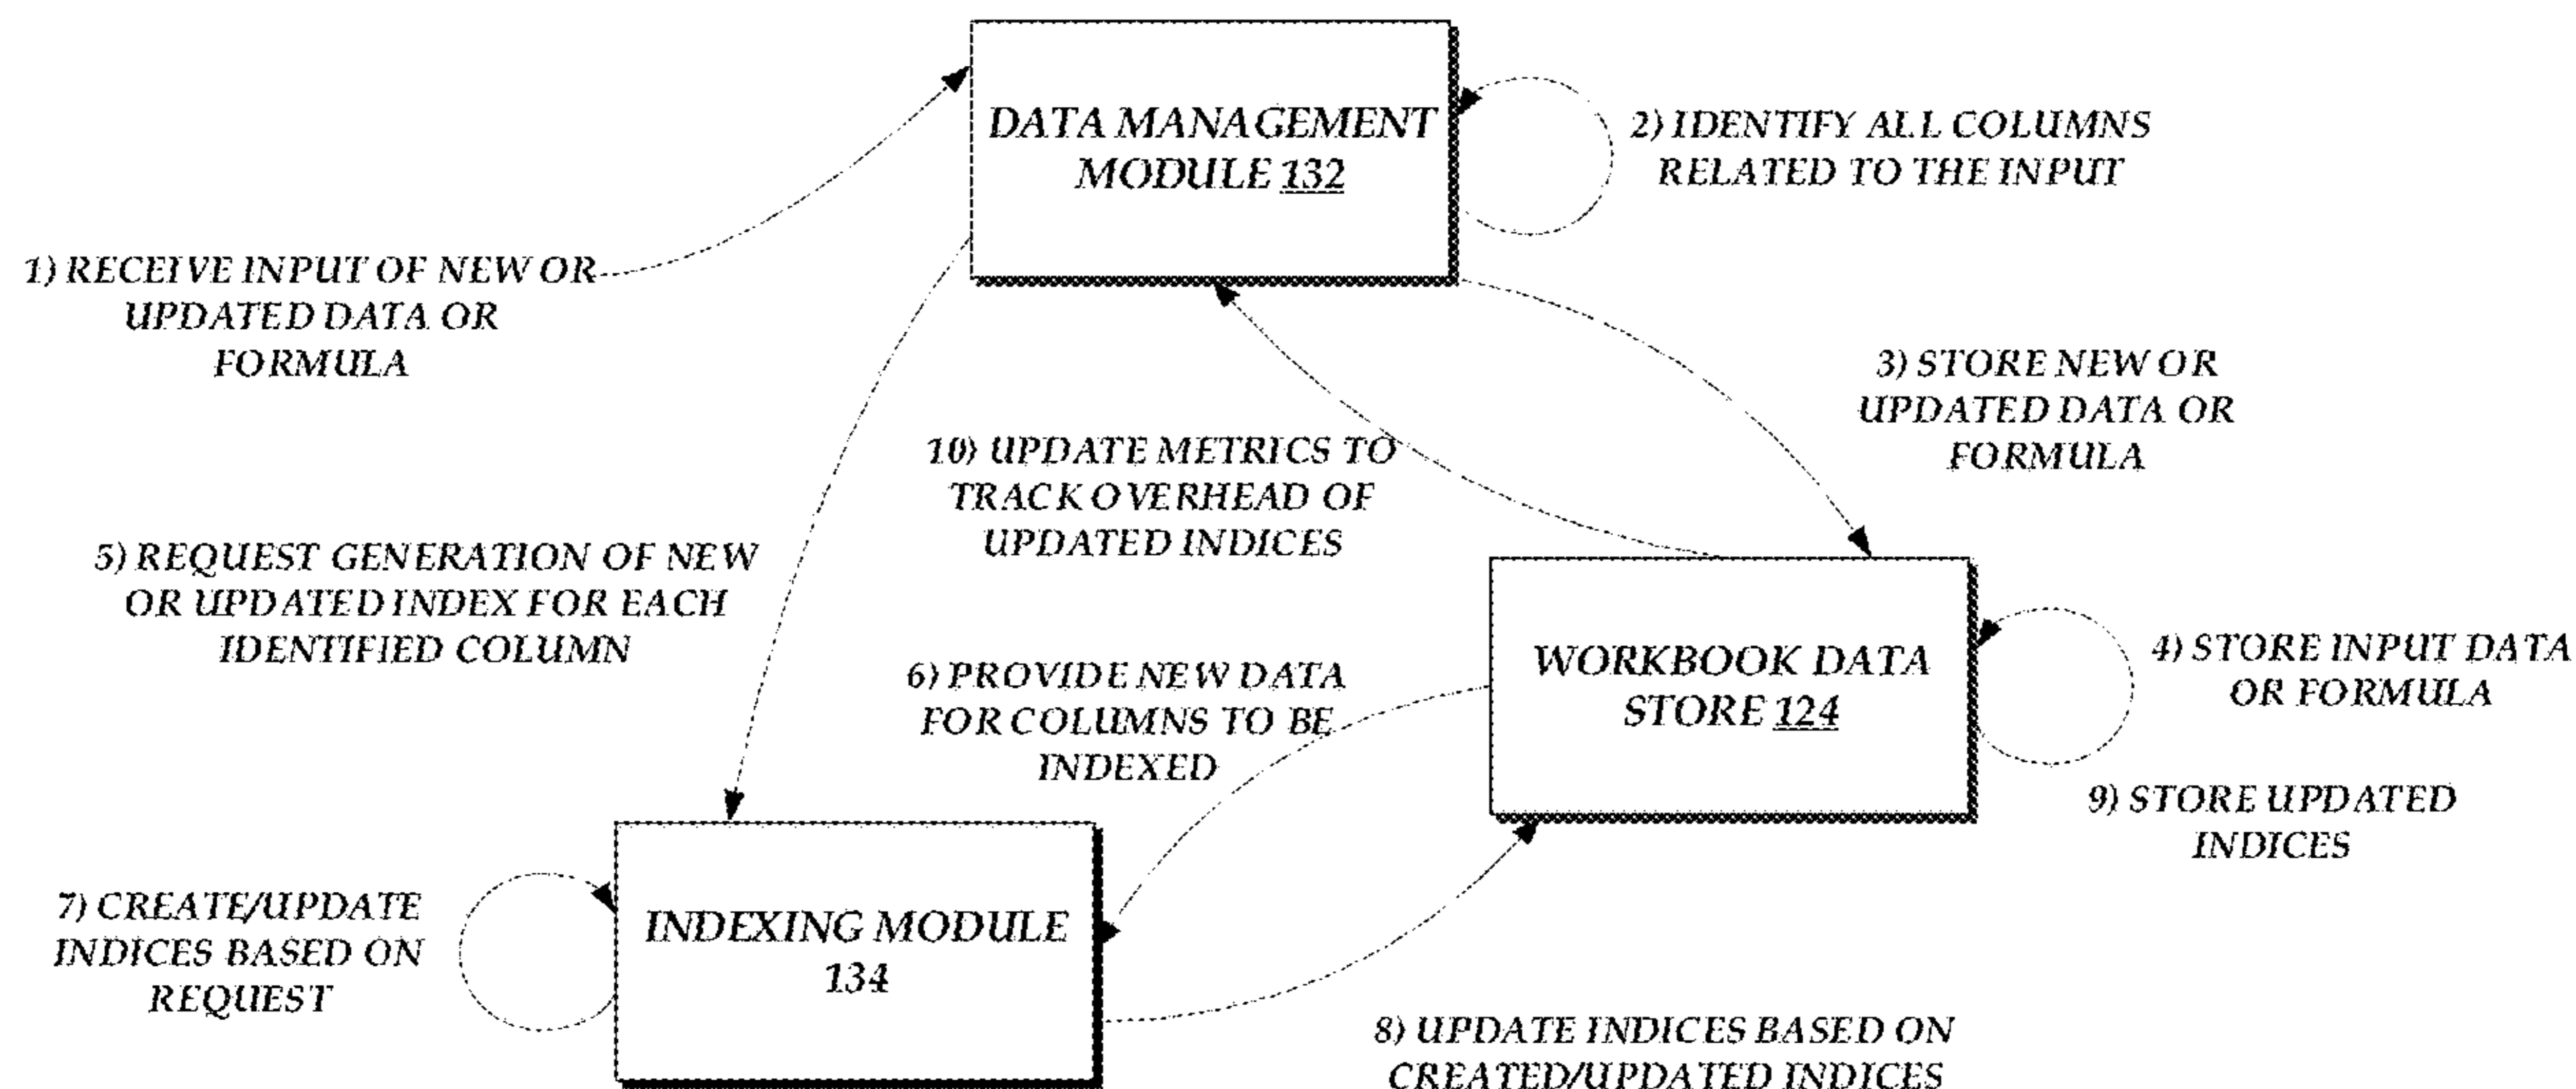 DATA MANAGEMENT
MODULE 132
2) IDENTIFY ALL COLUMNS
RELATED TO THE INPUT
1) RECEIVE INPUT OF NEW OR
UPDATED DATA OR
FORMULA
3) STORE NEW OR
UPDATED DATA OR
FORMULA
10) UPDATE METRICS TO
TRACK OVERHEAD OF
UPDATED INDICES
5) REQUEST GENERATION OF NEW
OR UPDATED INDEX FOR EACH
IDENTIFIED COLUMN
6) PROVIDE NEW DATA
FOR COLUMNS TO BE
INDEXED
WORKBOOK DATA
STORE 124
4) STORE INPUT DATA
OR FORMULA
9) STORE UPDATED
INDICES
7) CREATE/UPDATE
INDICES BASED ON
REQUEST
INDEXING MODULE
134
8) UPDATE INDICES BASED ON
CREATED/UPDATED INDICES